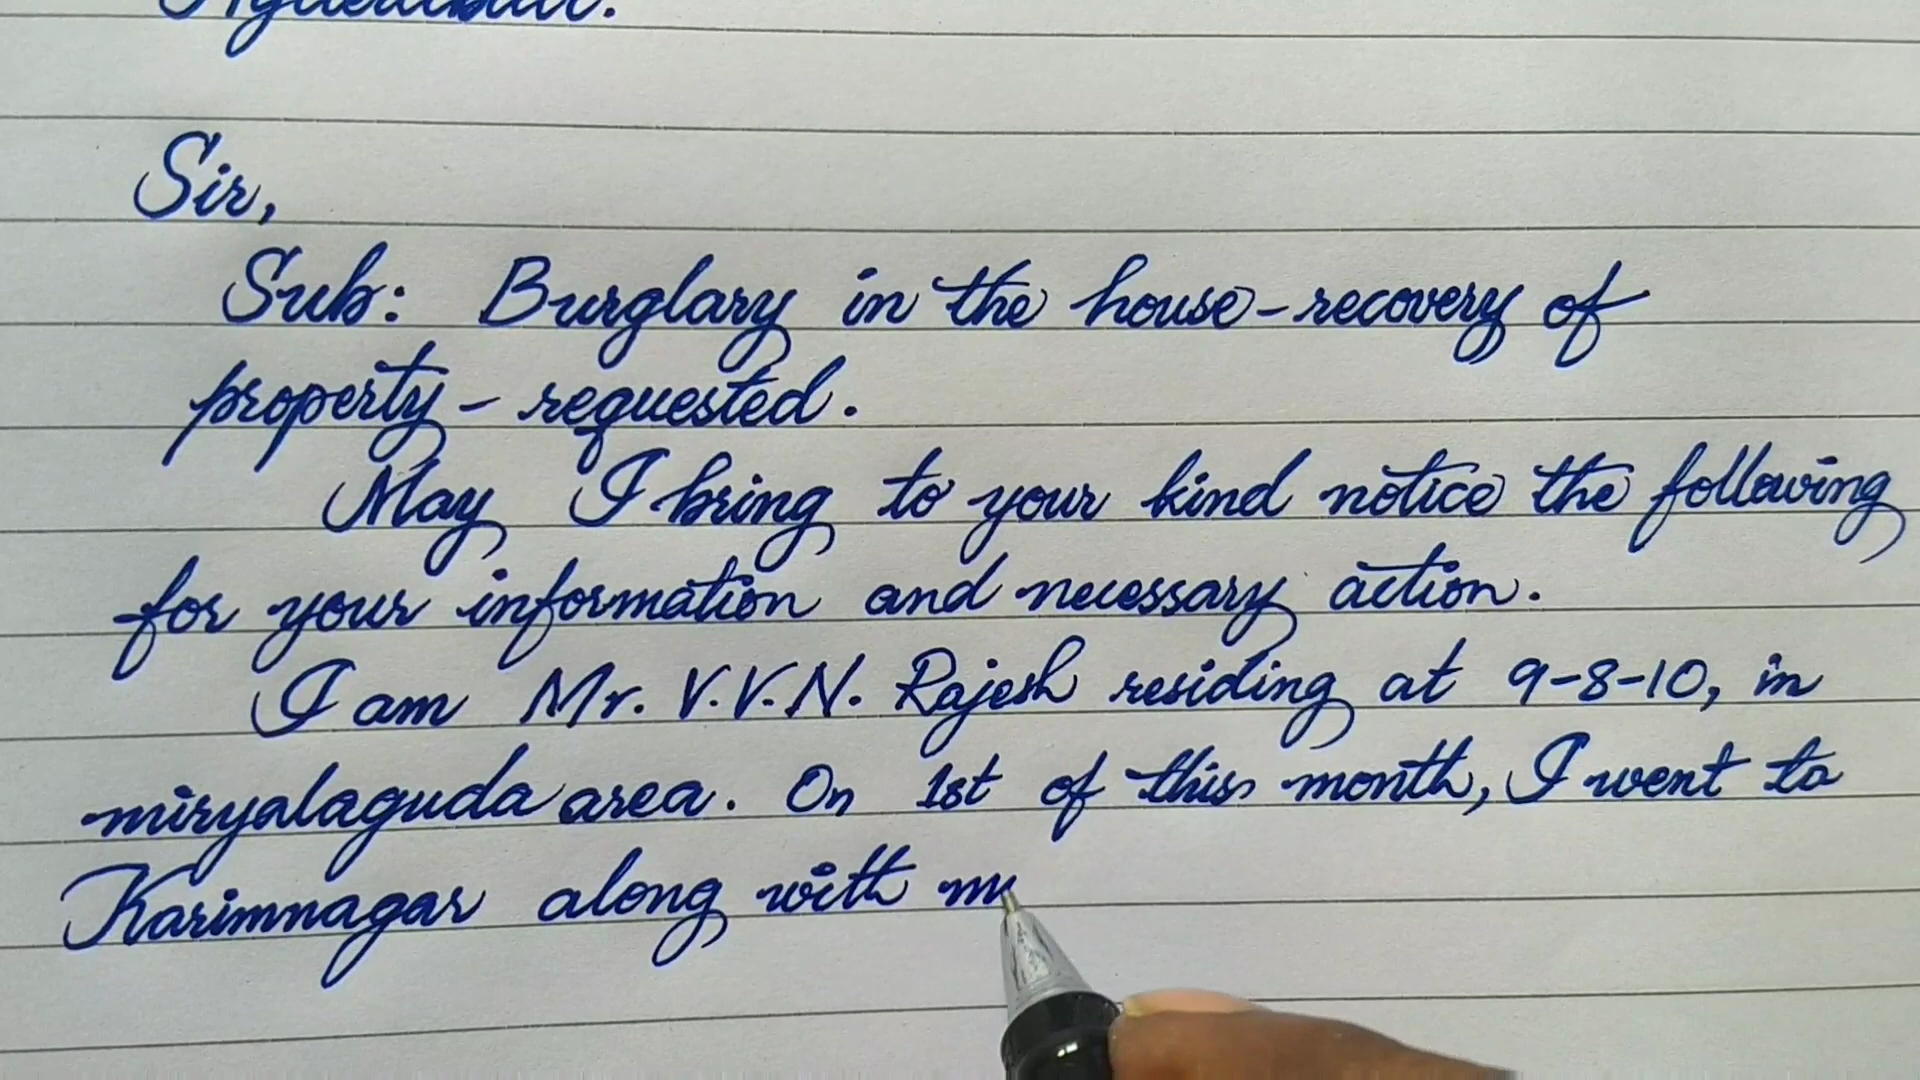 Hyderabad.
Sir,
Sub: Burglary in the house-recovery of
property - requested.
May I bring to your kind notice the following
for your information and necessary action.
I am Mr. V.V.N. Rajesh residing at 9-8-10, in
miryalaguda area. On 1st of this month, I went to
Karimnagar along with